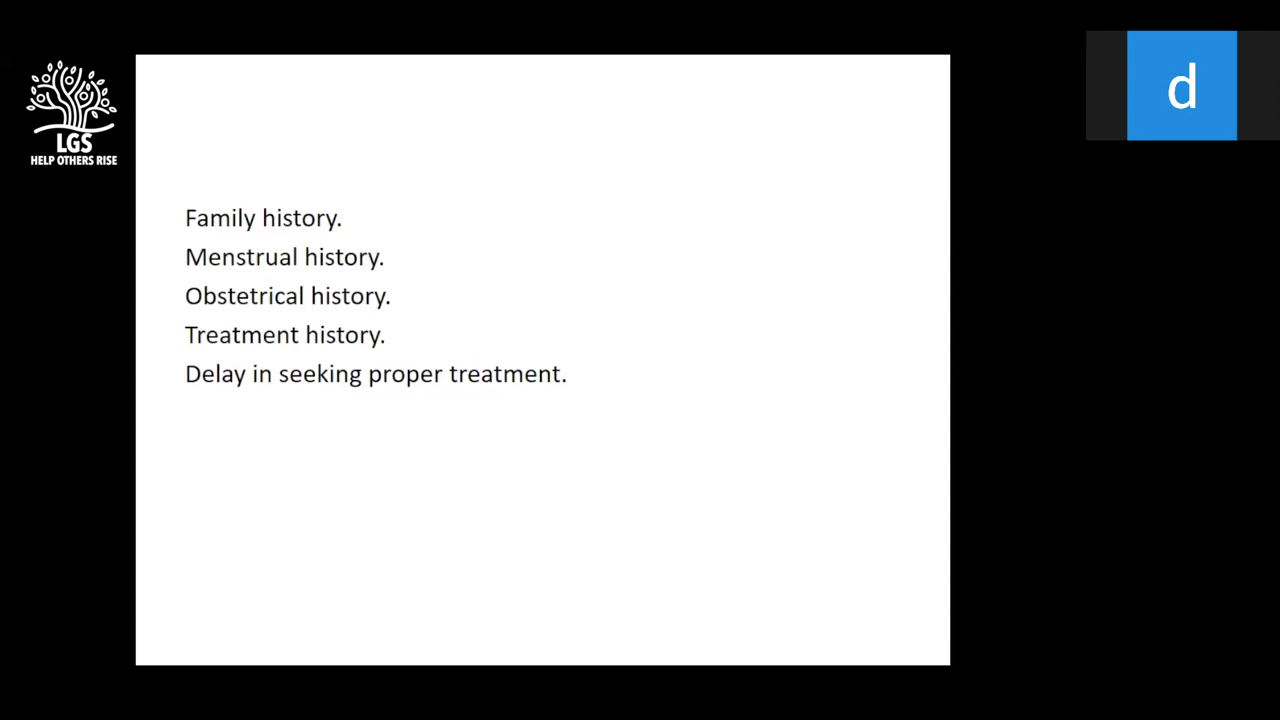 LGS
HELP OTHERS RISE
d
Family history.
Menstrual history.
Obstetrical history.
Treatment history.
Delay in seeking proper treatment.